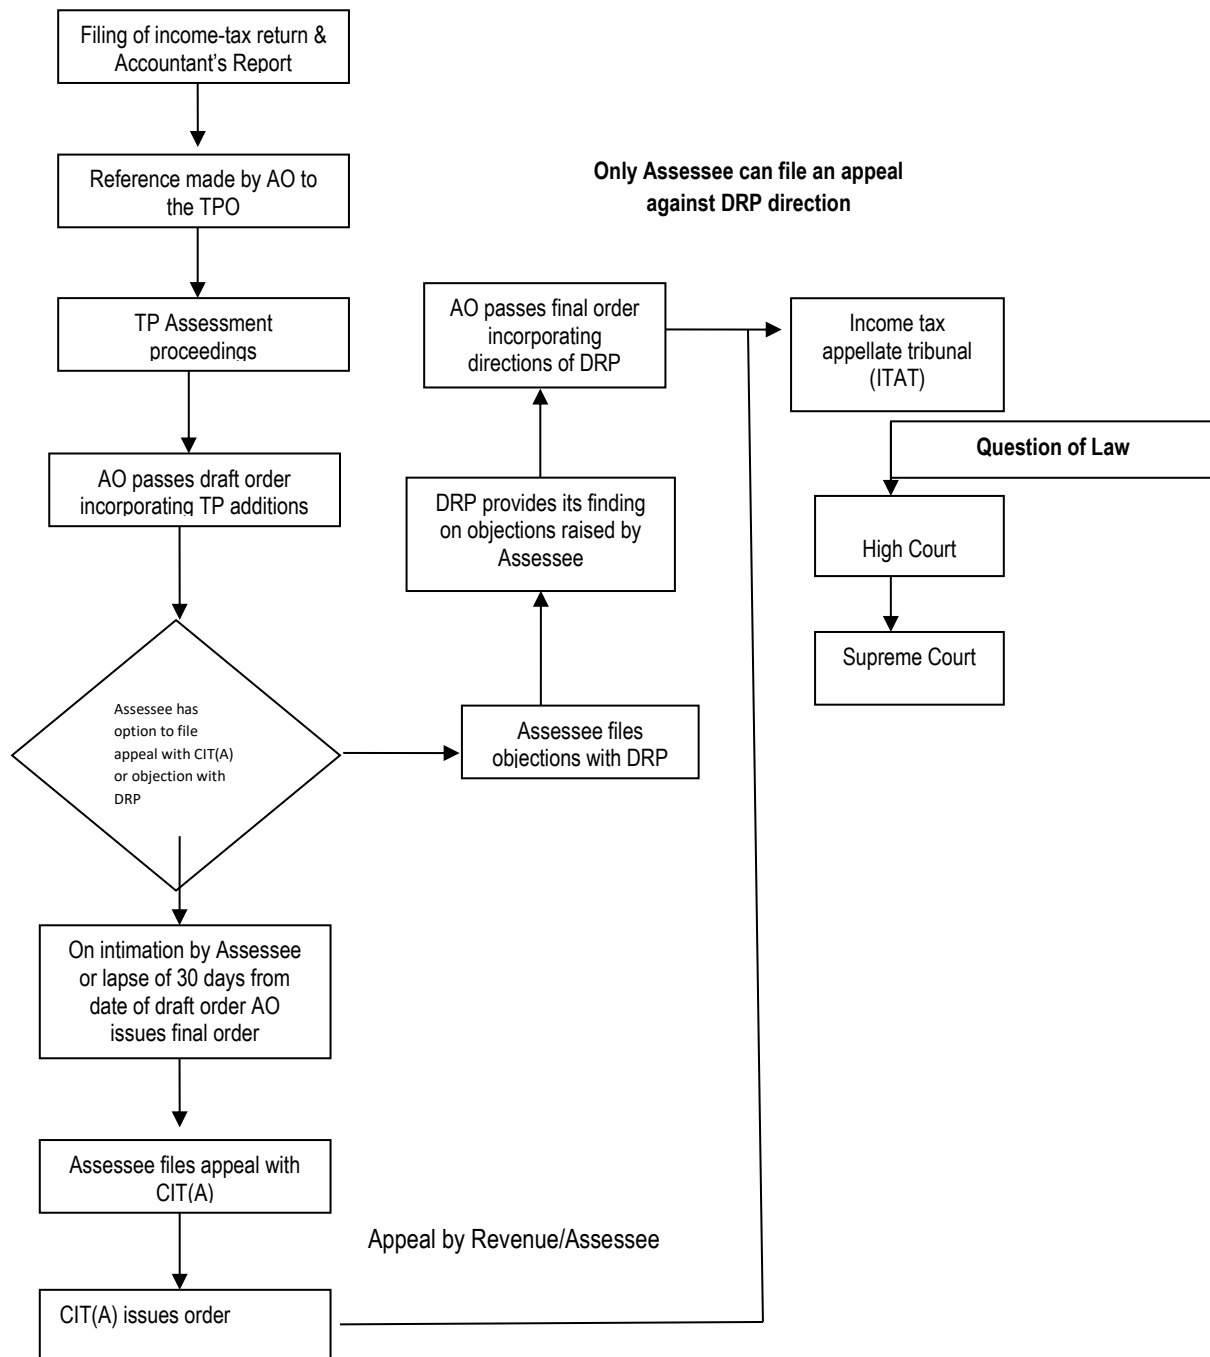 Filing of income-tax return &
Accountant's Report
Reference made by AO to
the TPO
TP Assessment
proceedings
AO passes draft order
incorporating TP additions
Assessee has
option to file
appeal with CIT(A)
or objection with
DRP
On intimation by Assessee
or lapse of 30 days from
date of draft order AO
issues final order
Assessee files appeal with
CIT(A)
CIT(A) issues order
Appeal by Revenue/Assessee
Assessee files
objections with DRP
DRP provides its finding
on objections raised by
Assessee
AO passes final order
incorporating
directions of DRP
Only Assessee can file an appeal
against DRP direction
Income tax
appellate tribunal
(ITAT)
Question of Law
High Court
Supreme Court